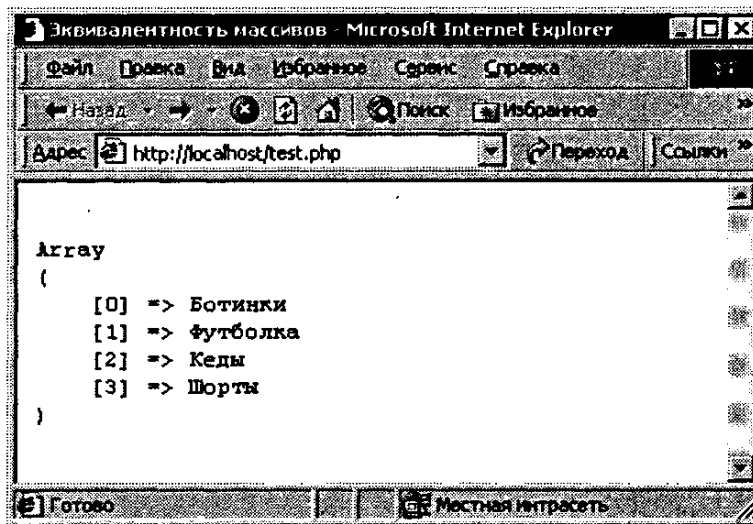 Эквивалентность массивов - Microsoft Internet Explorer
Файл Правка Вид Избранное Сервис Справка
Назад Поиск Избранное »
Адрес http://localhost/test.php Переход Ссылки »
Array
(
[0] => Ботинки
[1] => Футболка
[2] => Кеды
[3] => Шорты
)
Готово Местная интрасеть